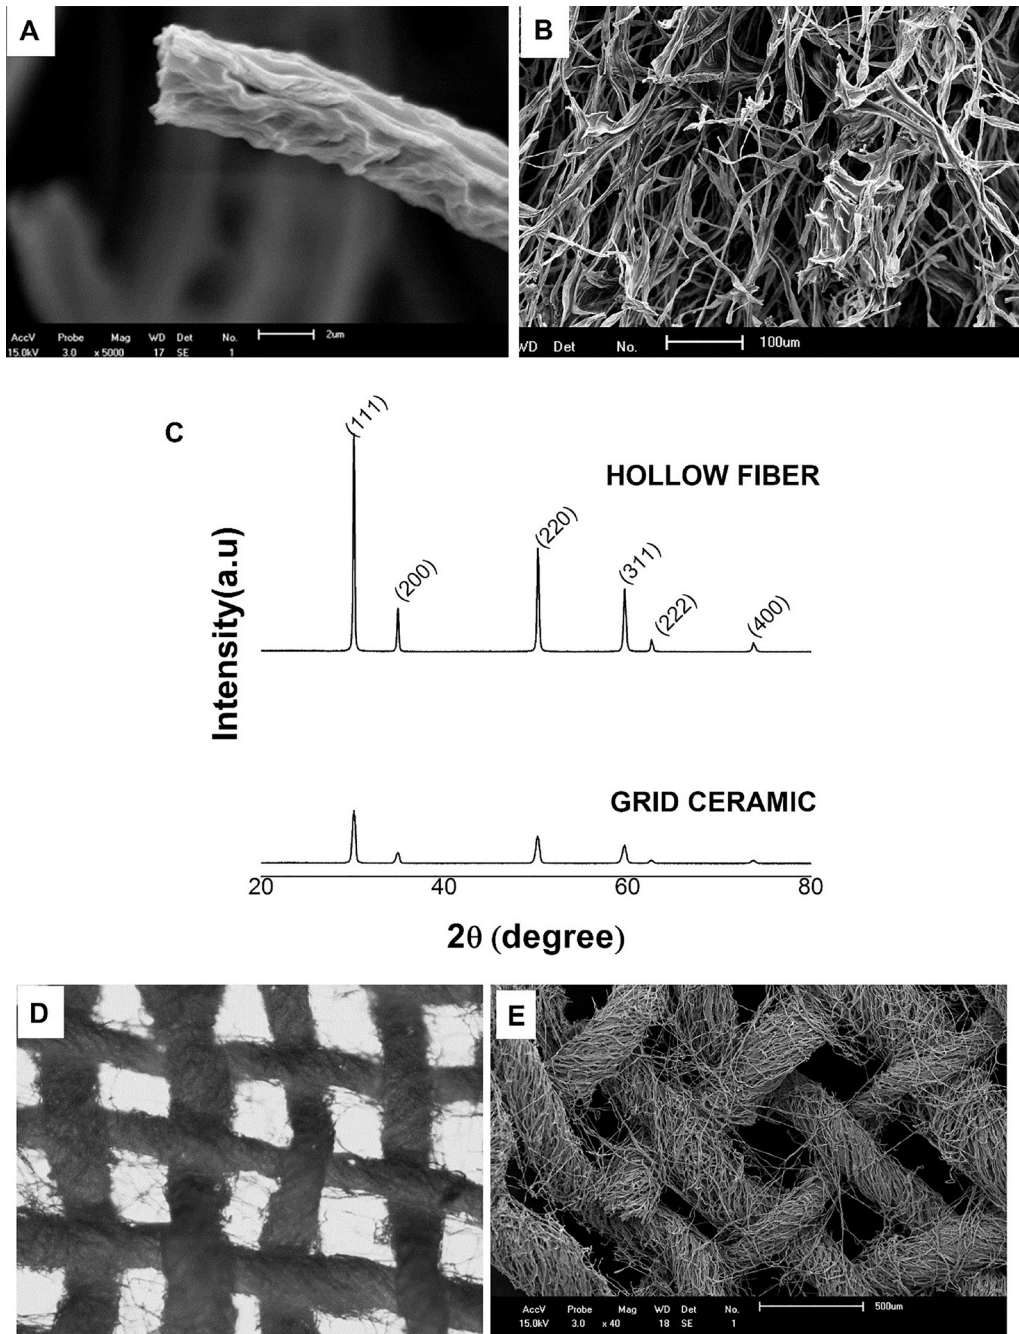 A
B
AccV Probe Mag WD Det No. 2um
15.0kV 3.0 x 5000 17 SE 1
WD Det No. 100um
C
(111)
HOLLOW FIBER
(220)
(311)
(200)
(222)
(400)
Intensity(a.u)
GRID CERAMIC
20 40 60 80
2θ (degree)
D
E
AccV Probe Mag WD Det No. 500um
15.0kV 3.0 x 40 18 SE 1